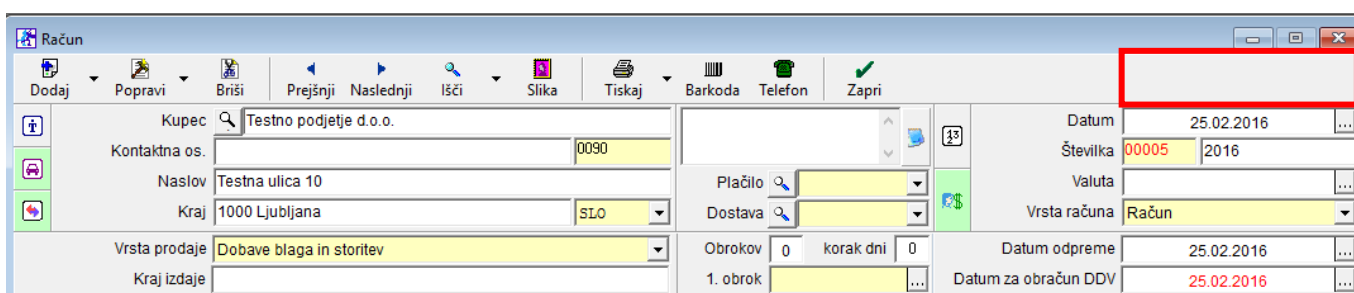 Račun
Dodaj Popravi Briši Prejšnji Naslednji Išči Slika Tiskaj Barkoda Telefon Zapri
Kupec Testno podjetje d.o.o. Datum 25.02.2016 ...
Kontaktna os. 0090 Številka 00005 2016
Naslov Testna ulica 10 Plačilo Valuta ...
Kraj 1000 Ljubljana SLO Dostava Vrsta računa Račun
Vrsta prodaje Dobave blaga in storitev Obrokov 0 korak dni 0 Datum odpreme 25.02.2016 ...
Kraj izdaje 1. obrok ... Datum za obračun DDV 25.02.2016 ...